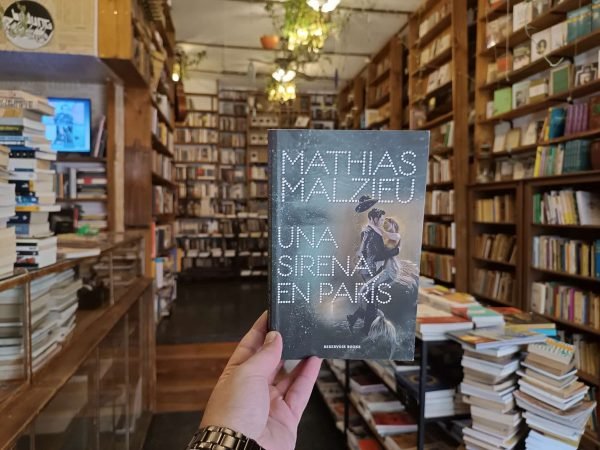 MATHIAS
MALZIEU
UNA
SIRENA
EN PARÍS
RESERVOIR BOOKS